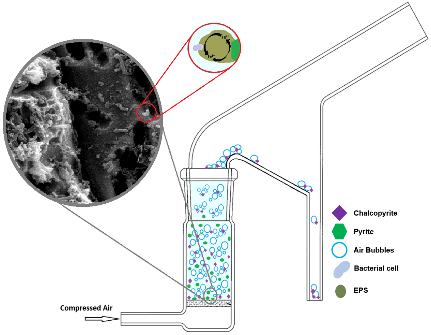 Chalcopyrite
Pyrite
Air Bubbles
Bacterial cell
EPS
Compressed Air